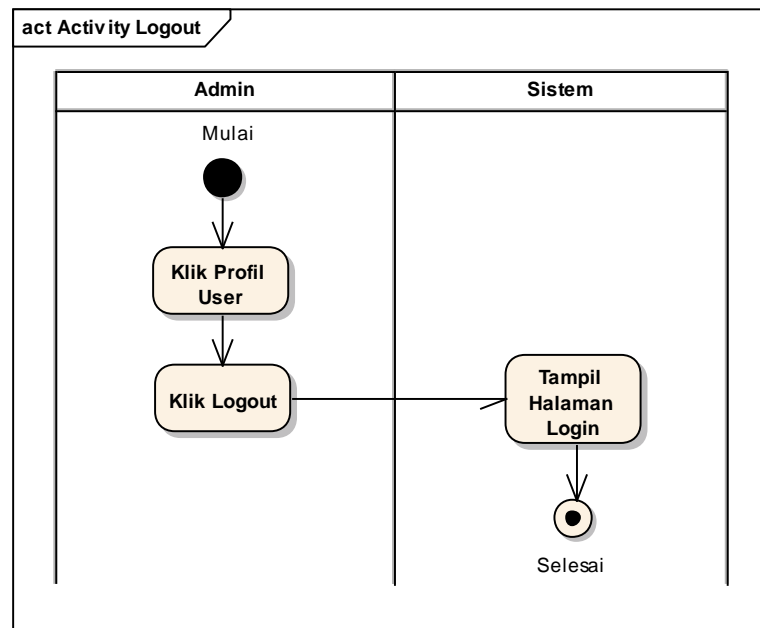 act Activity Logout
Admin
Sistem
Mulai
Klik Profil
User
Klik Logout
Tampil
Halaman
Login
Selesai